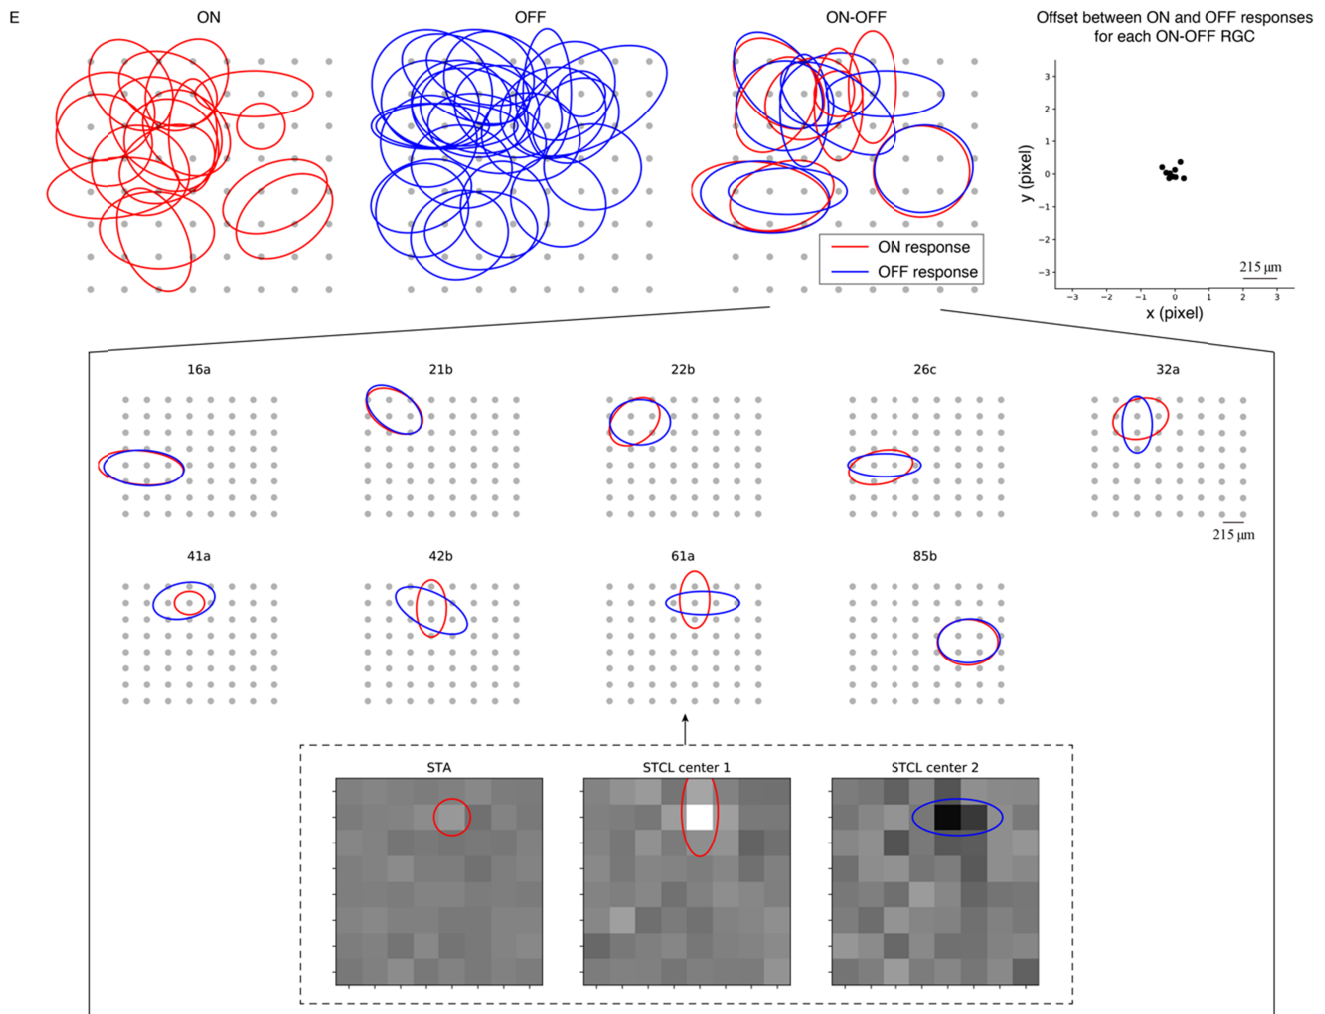 E
ON
OFF
ON-OFF
Offset between ON and OFF responses
for each ON-OFF RGC
ON response
OFF response
y (pixel)
3
2
1
0
−1
−2
−3
215 µm
−3 −2 −1 0 1 2 3
x (pixel)
16a 21b 22b 26c 32a
215 µm
41a 42b 61a 85b
STA STCL center 1 STCL center 2